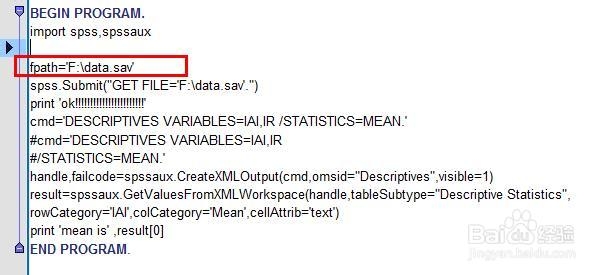 BEGIN PROGRAM.
import spss,spssaux
fpath='F:\data.sav'
spss.Submit("GET FILE='F:\data.sav'.")
print 'ok!!!!!!!!!!!!!!!!!!!!!!!'
cmd='DESCRIPTIVES VARIABLES=IAI,IR /STATISTICS=MEAN.'
#cmd='DESCRIPTIVES VARIABLES=IAI,IR
#/STATISTICS=MEAN.'
handle,failcode=spssaux.CreateXMLOutput(cmd,omsid="Descriptives",visible=1)
result=spssaux.GetValuesFromXMLWorkspace(handle,tableSubtype="Descriptive Statistics",
rowCategory='IAI',colCategory='Mean',cellAttrib='text')
print 'mean is' ,result[0]
END PROGRAM.
Baidu 经验
jingyan.baidu.com